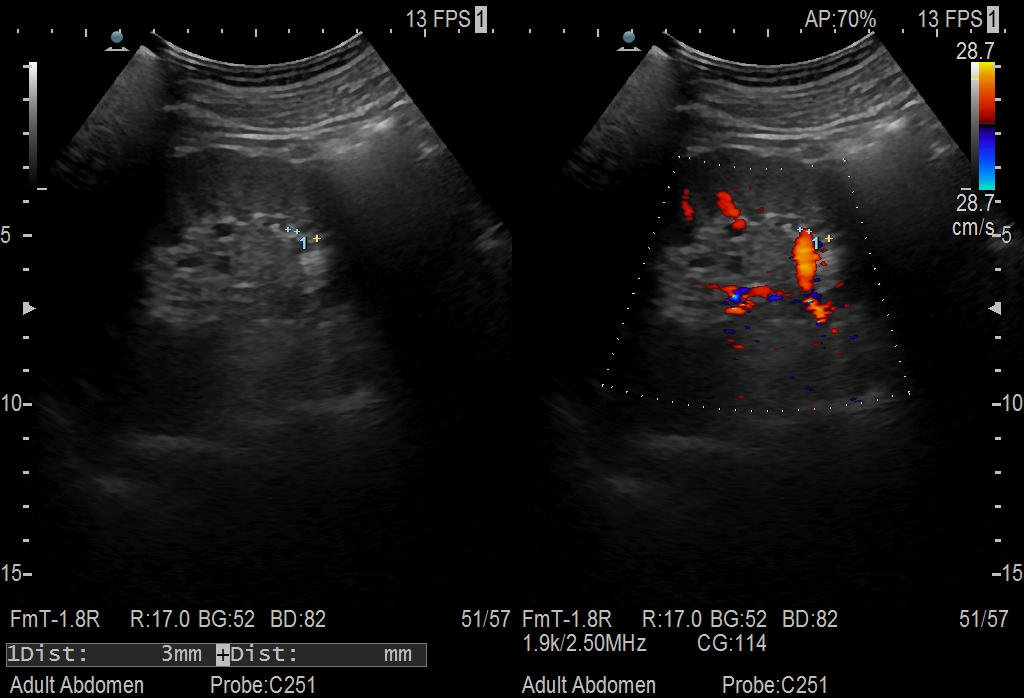 13 FPS 1
AP:70% 13 FPS 1
28.7
28.7
cm/s
5
10
15
1
1
5
10
15
FmT-1.8R R:17.0 BG:52 BD:82 51/57
FmT-1.8R R:17.0 BG:52 BD:82 51/57
1.9k/2.50MHz CG:114
1Dist: 3mm +Dist: mm
Adult Abdomen Probe:C251
Adult Abdomen Probe:C251